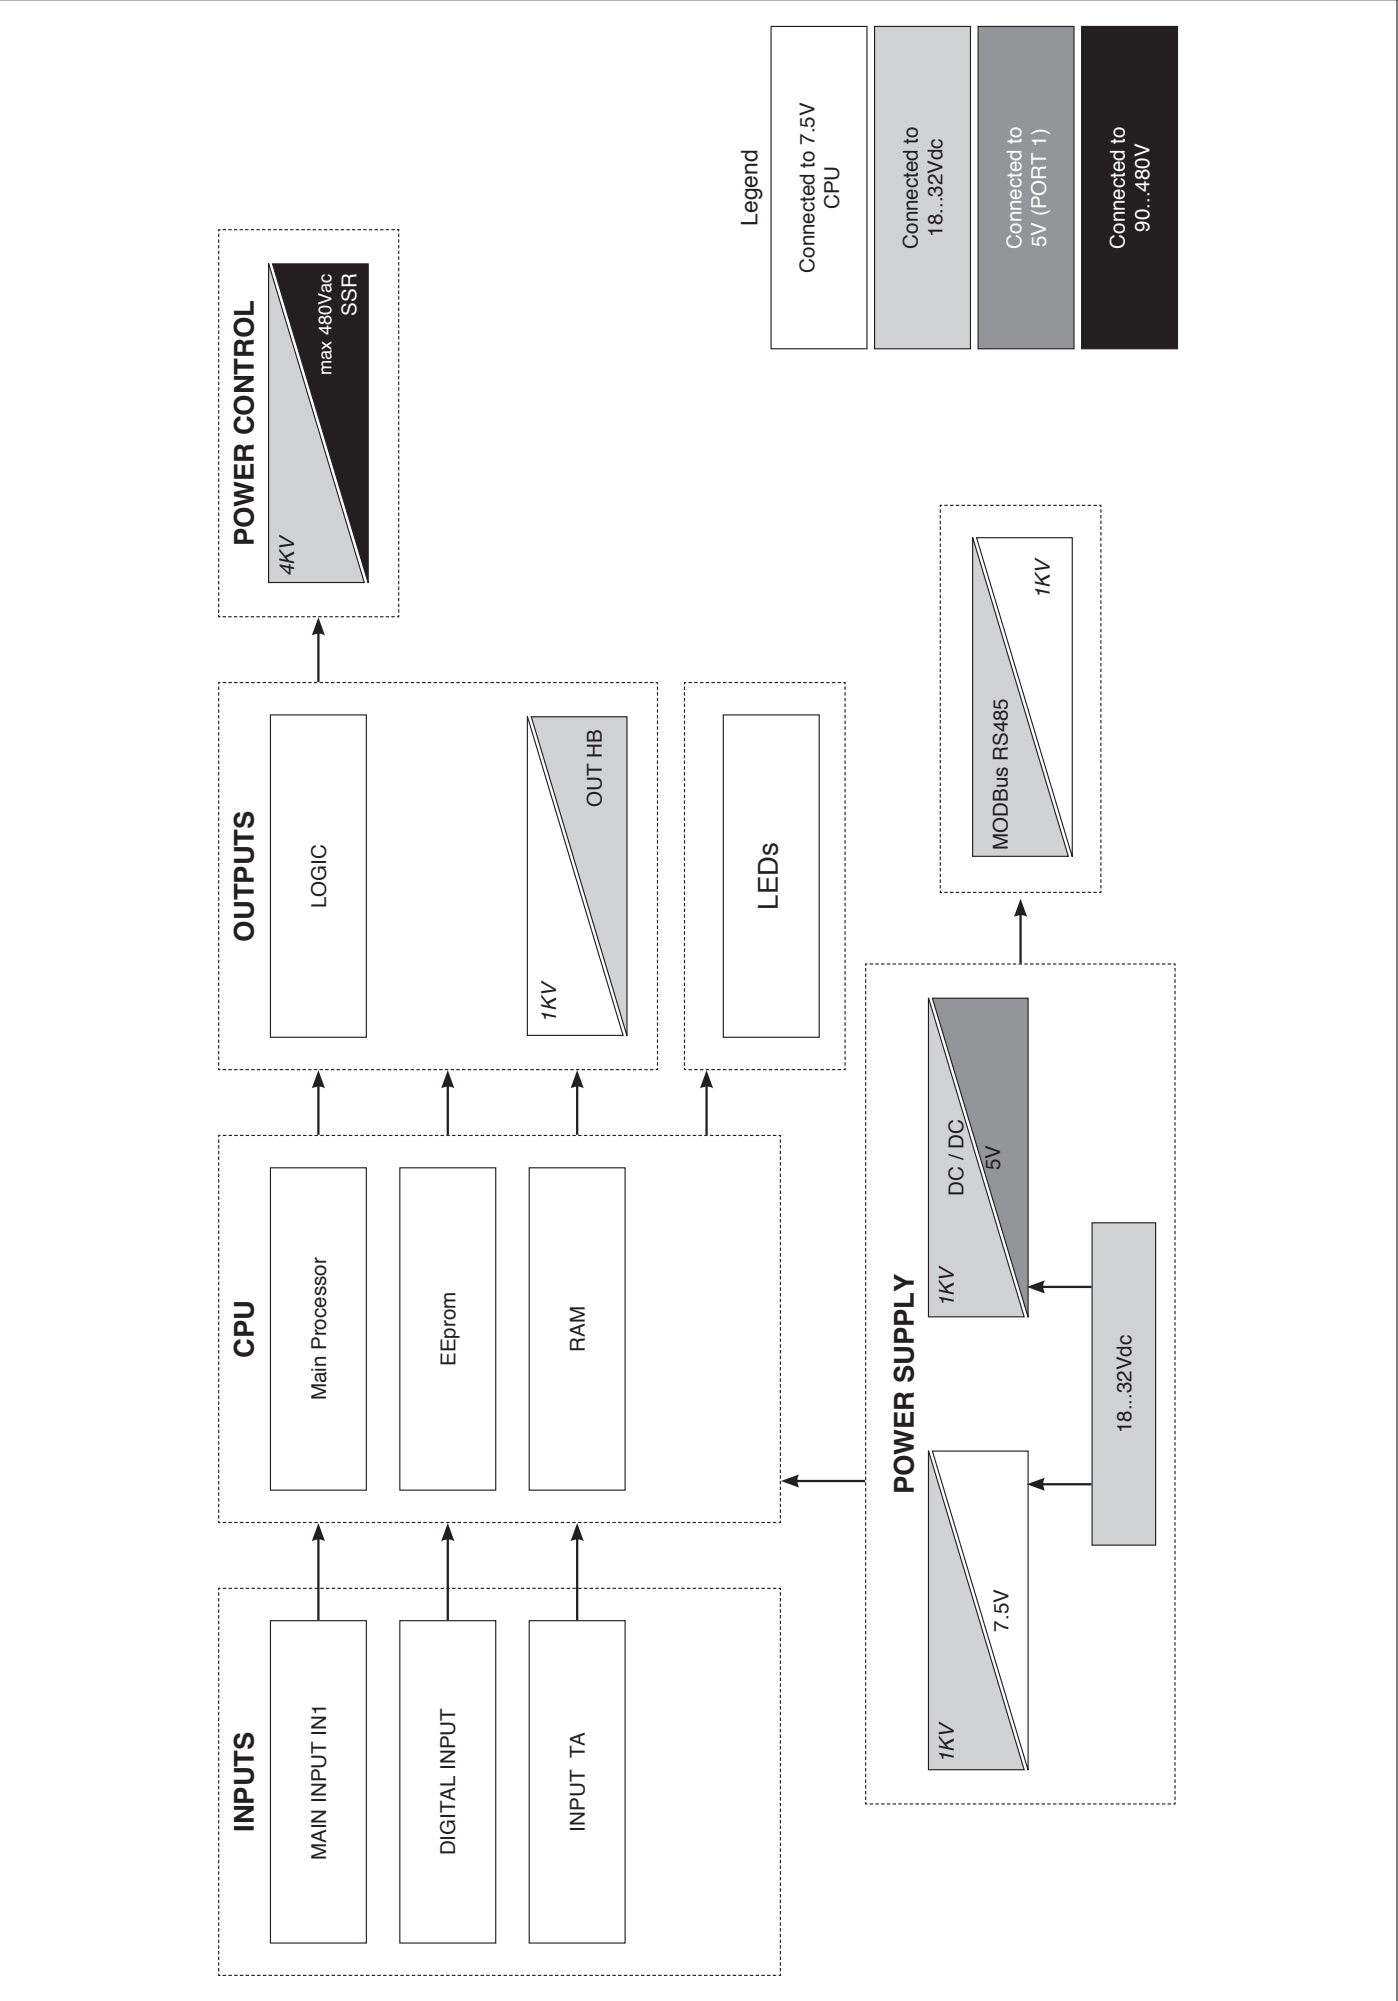 INPUTS
MAIN INPUT IN1
DIGITAL INPUT
INPUT TA
CPU
Main Processor
EEprom
RAM
OUTPUTS
LOGIC
1KV
OUT HB
LEDs
POWER CONTROL
4KV
max 480Vac
SSR
POWER SUPPLY
1KV
7.5V
1KV
DC / DC
5V
18...32Vdc
MODBus RS485
1KV
Legend
Connected to 7.5V
CPU
Connected to
18...32Vdc
Connected to
5V (PORT 1)
Connected to
90...480V